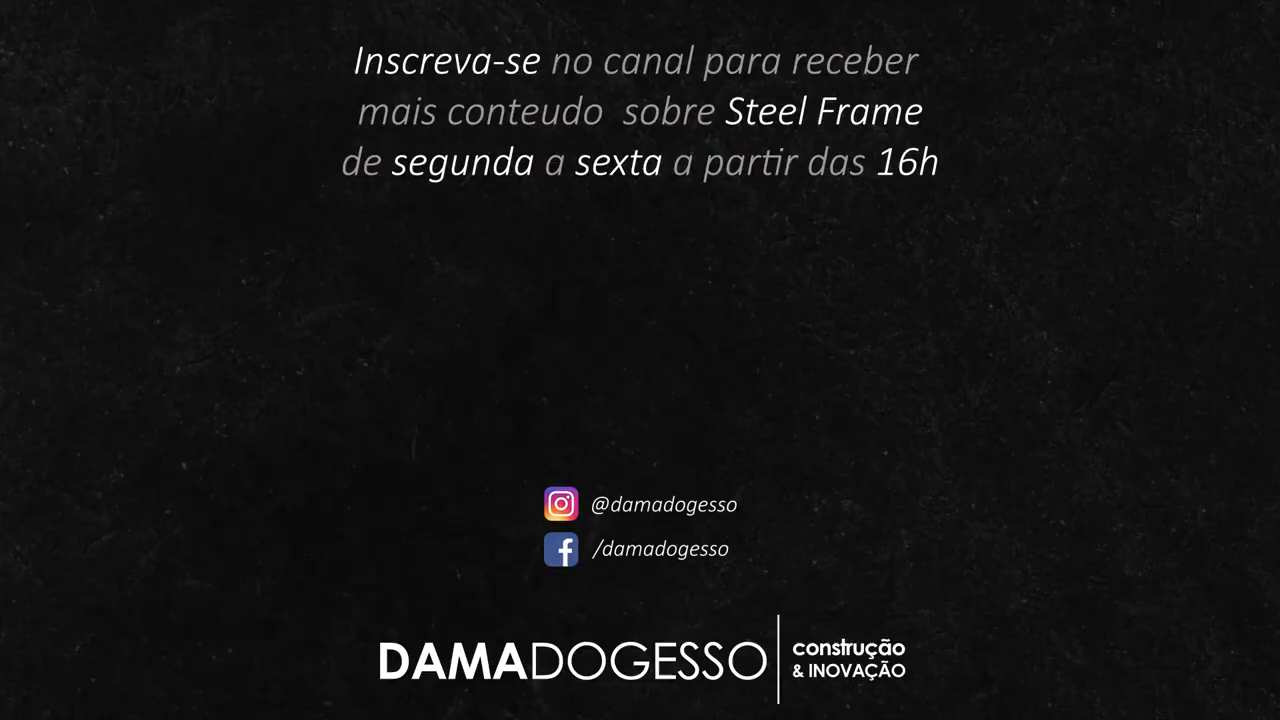 Inscreva-se no canal para receber
mais conteudo sobre Steel Frame
de segunda a sexta a partir das 16h
@damadogesso
/damadogesso
DAMADOGESSO
construção
& INOVAÇÃO